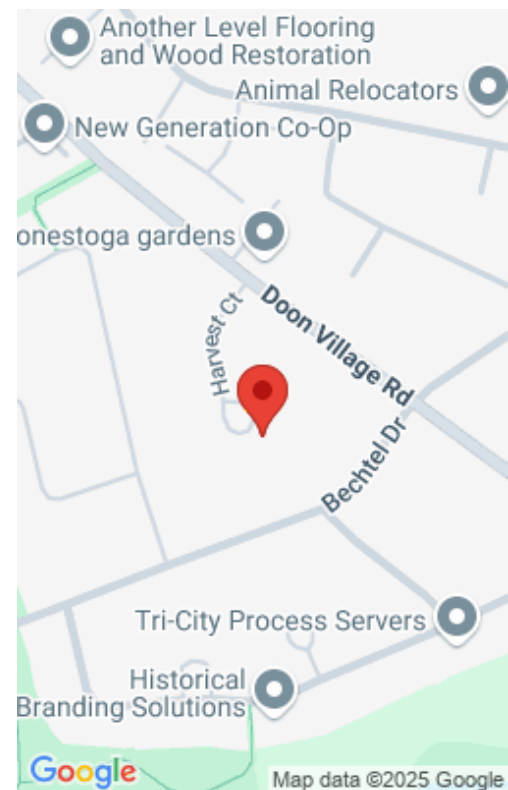 Another Level Flooring
and Wood Restoration
Animal Relocators
New Generation Co-Op
onestoga gardens
Harvest Ct
Doon Village Rd
Bechtel Dr
Tri-City Process Servers
Historical
Branding Solutions
Google
Map data ©2025 Google